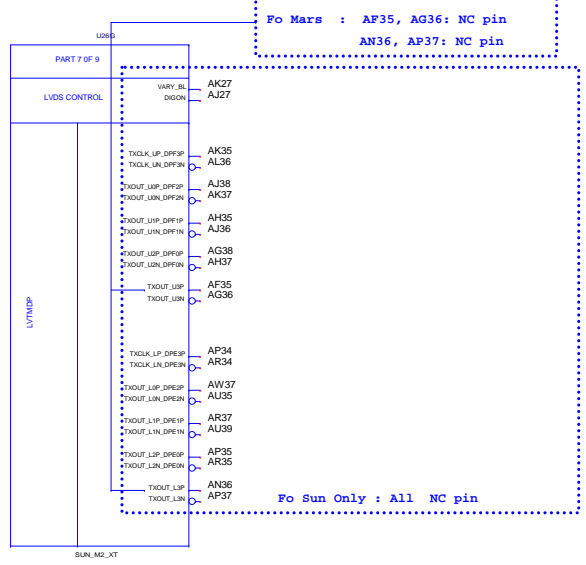 Fo Mars : AF35, AG36: NC pin
AN36, AP37: NC pin
U26G
PART 7 0F 9
LVDS CONTROL
VARY_BL AK27
DIGON AJ27
TXCLK_UP_DPF3P AK35
TXCLK_UN_DPF3N AL36
TXOUT_U0P_DPF2P AJ38
TXOUT_U0N_DPF2N AK37
TXOUT_U1P_DPF1P AH35
TXOUT_U1N_DPF1N AJ36
TXOUT_U2P_DPF0P AG38
TXOUT_U2N_DPF0N AH37
TXOUT_U3P AF35
TXOUT_U3N AG36
LVTMDP
TXCLK_LP_DPE3P AP34
TXCLK_LN_DPE3N AR34
TXOUT_L0P_DPE2P AW37
TXOUT_L0N_DPE2N AU35
TXOUT_L1P_DPE1P AR37
TXOUT_L1N_DPE1N AU39
TXOUT_L2P_DPE0P AP35
TXOUT_L2N_DPE0N AR35
TXOUT_L3P AN36
TXOUT_L3N AP37
Fo Sun Only : All NC pin
SUN_M2_XT